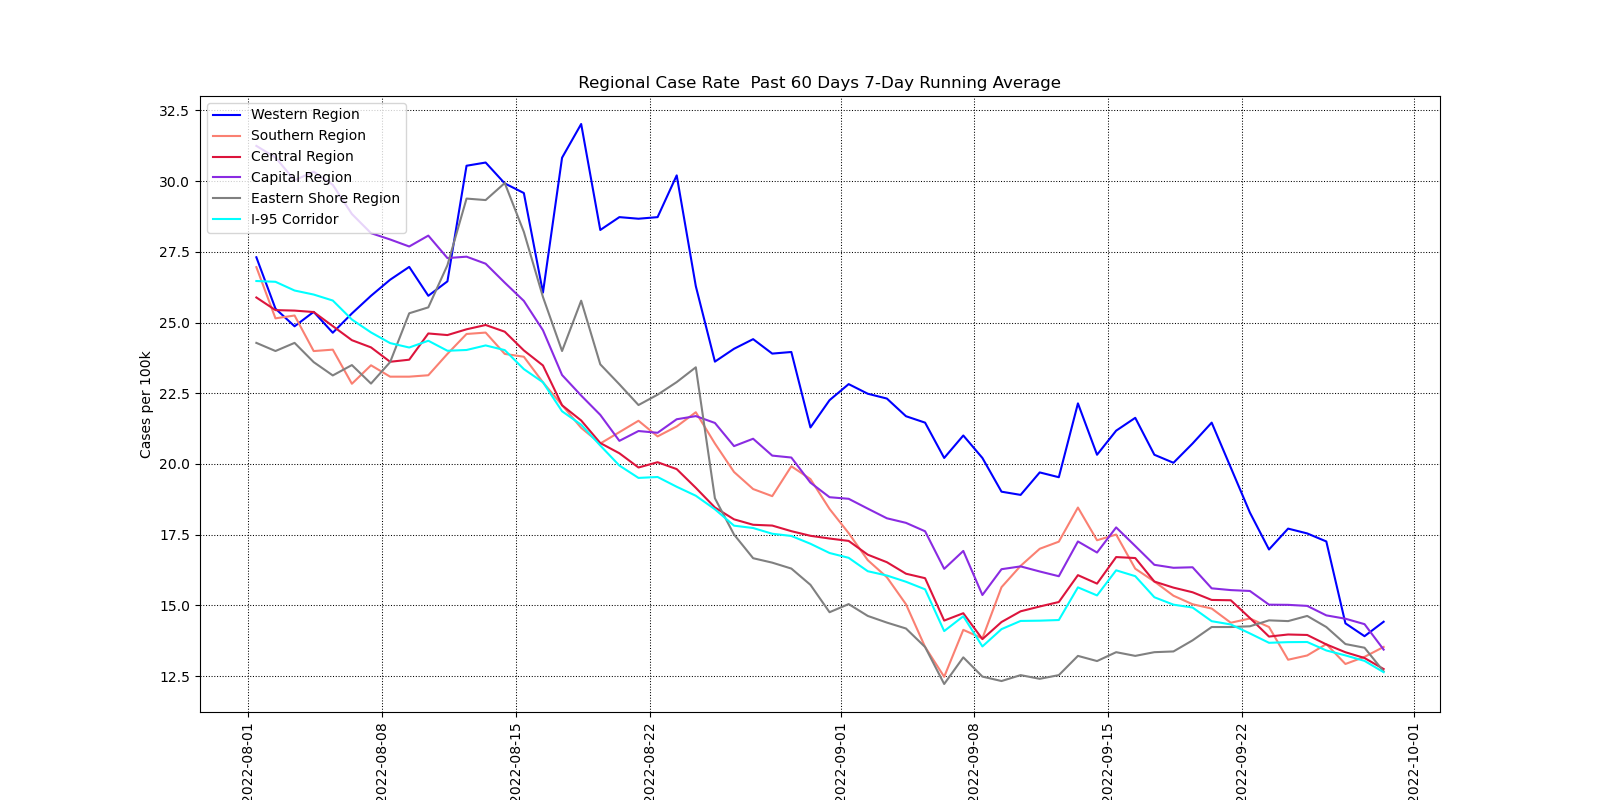 Regional Case Rate  Past 60 Days 7-Day Running Average
Cases per 100k
32.5
30.0
27.5
25.0
22.5
20.0
17.5
15.0
12.5
Western Region
Southern Region
Central Region
Capital Region
Eastern Shore Region
I-95 Corridor
2022-08-01
2022-08-08
2022-08-15
2022-08-22
2022-09-01
2022-09-08
2022-09-15
2022-09-22
2022-10-01